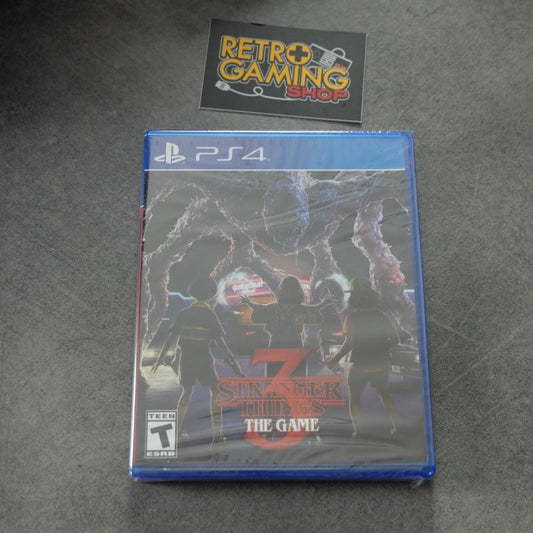 RETRO
GAMING
SHOP
PS4
3
STRANGER
THINGS
THE GAME
TEEN
T
ESRB